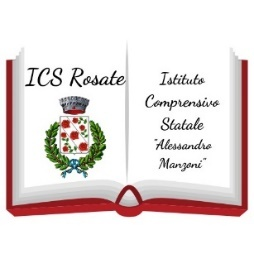 ICS Rosate
Istituto
Comprensivo
Statale
"Alessandro
Manzoni"